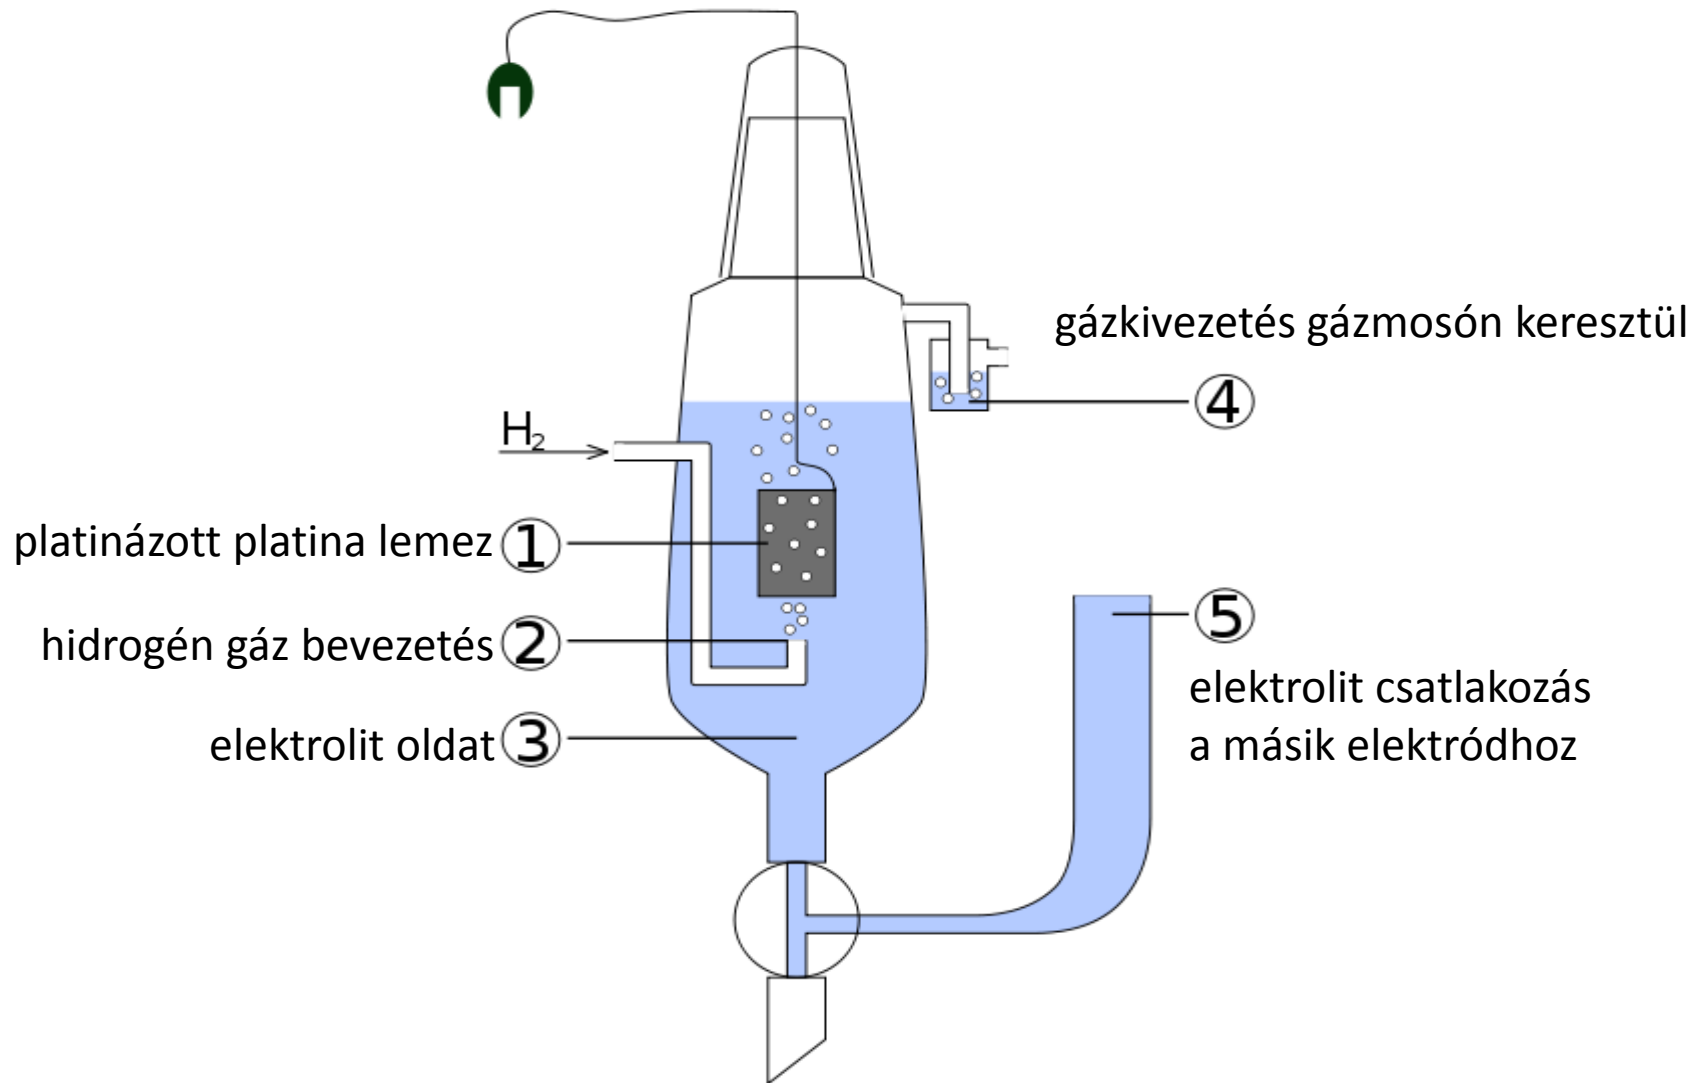 gázkivezetés gázmosón keresztül
④
H₂
platinázott platina lemez ①
hidrogén gáz bevezetés ②
⑤
elektrolit csatlakozás
a másik elektródhoz
elektrolit oldat ③